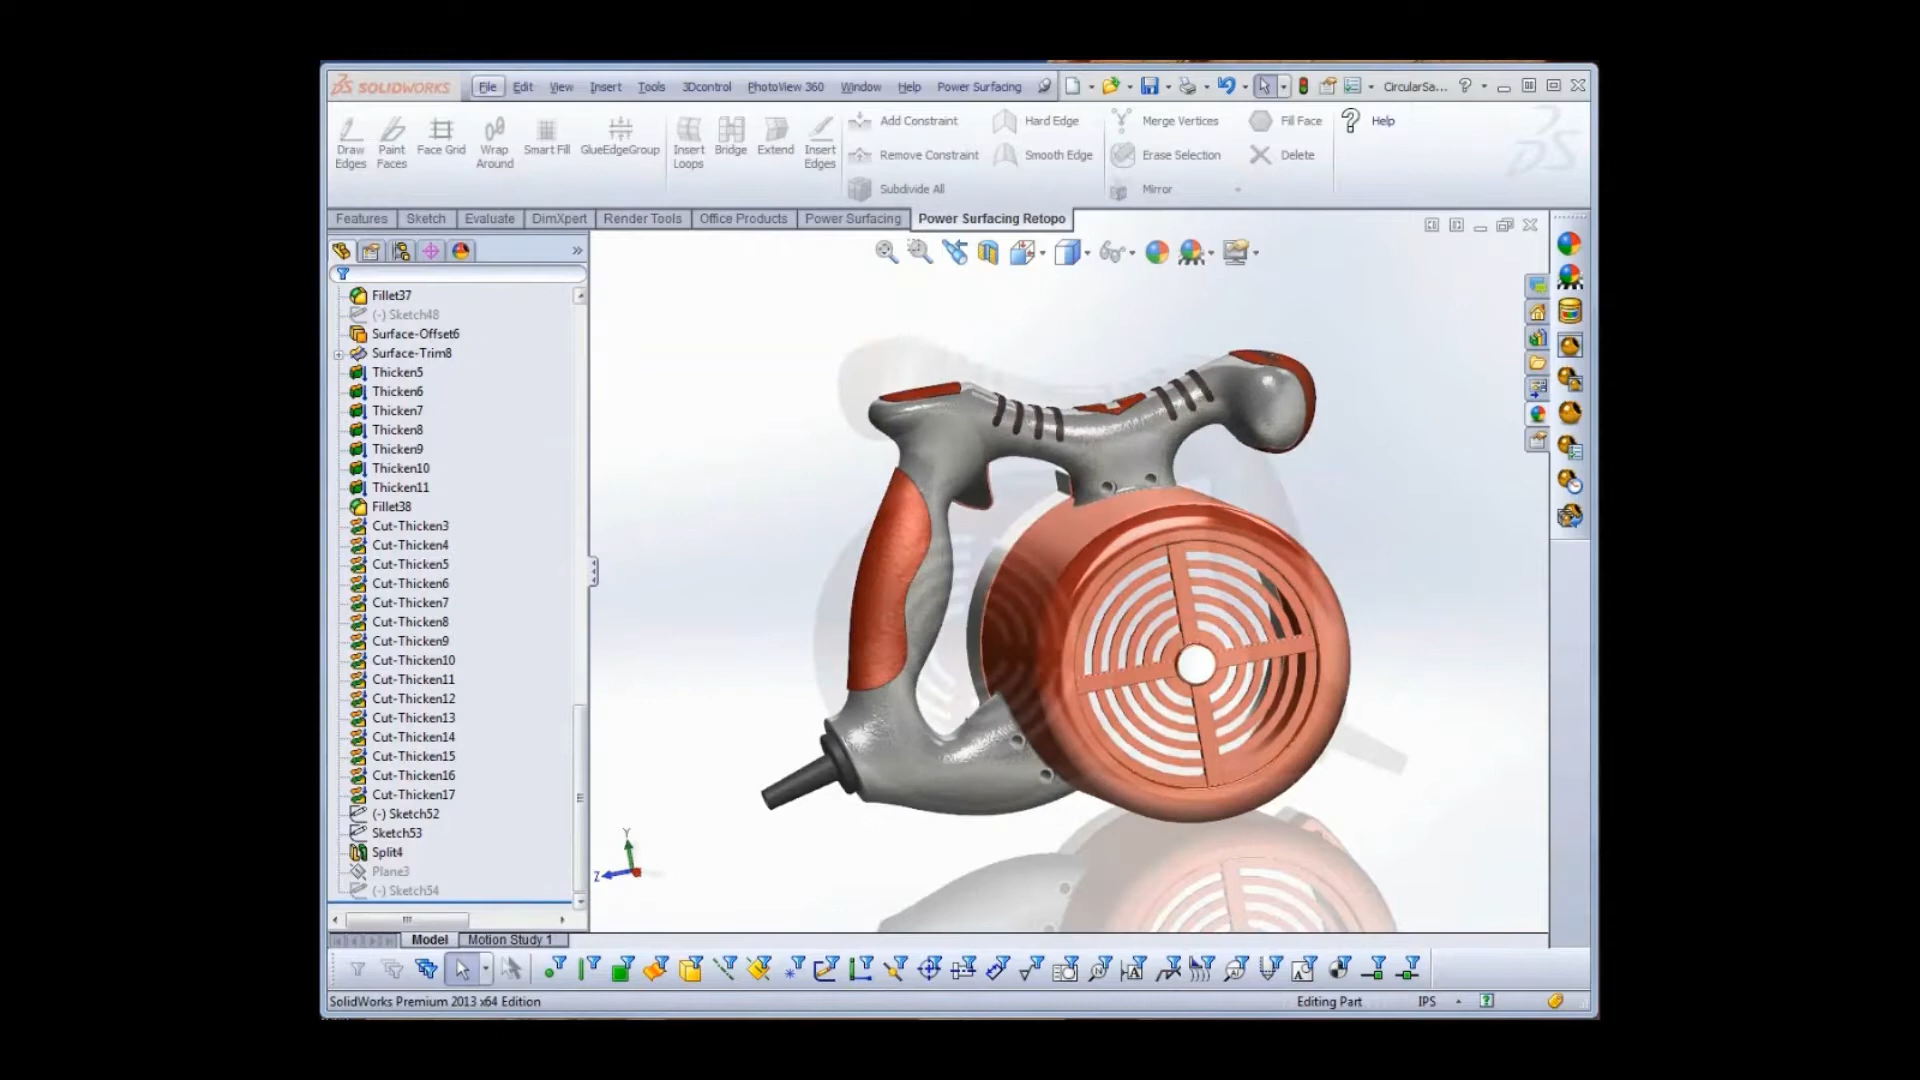 SOLIDWORKS File Edit View Insert Tools 3Dcontrol PhotoView 360 Window Help Power Surfacing CircularSa... ?
Draw Edges
Paint Faces
Face Grid
Wrap Around
Smart Fill
GlueEdgeGroup
Insert Loops
Bridge
Extend
Insert Edges
Add Constraint
Remove Constraint
Subdivide All
Hard Edge
Smooth Edge
Merge Vertices
Erase Selection
Mirror
Fill Face
Delete
? Help
Features Sketch Evaluate DimXpert Render Tools Office Products Power Surfacing Power Surfacing Retopo
Fillet37
(-) Sketch48
Surface-Offset6
Surface-Trim8
Thicken5
Thicken6
Thicken7
Thicken8
Thicken9
Thicken10
Thicken11
Fillet38
Cut-Thicken3
Cut-Thicken4
Cut-Thicken5
Cut-Thicken6
Cut-Thicken7
Cut-Thicken8
Cut-Thicken9
Cut-Thicken10
Cut-Thicken11
Cut-Thicken12
Cut-Thicken13
Cut-Thicken14
Cut-Thicken15
Cut-Thicken16
Cut-Thicken17
(-) Sketch52
Sketch53
Split4
Plane3
(-) Sketch54
Y
Z
Model Motion Study 1
SolidWorks Premium 2013 x64 Edition Editing Part IPS ?